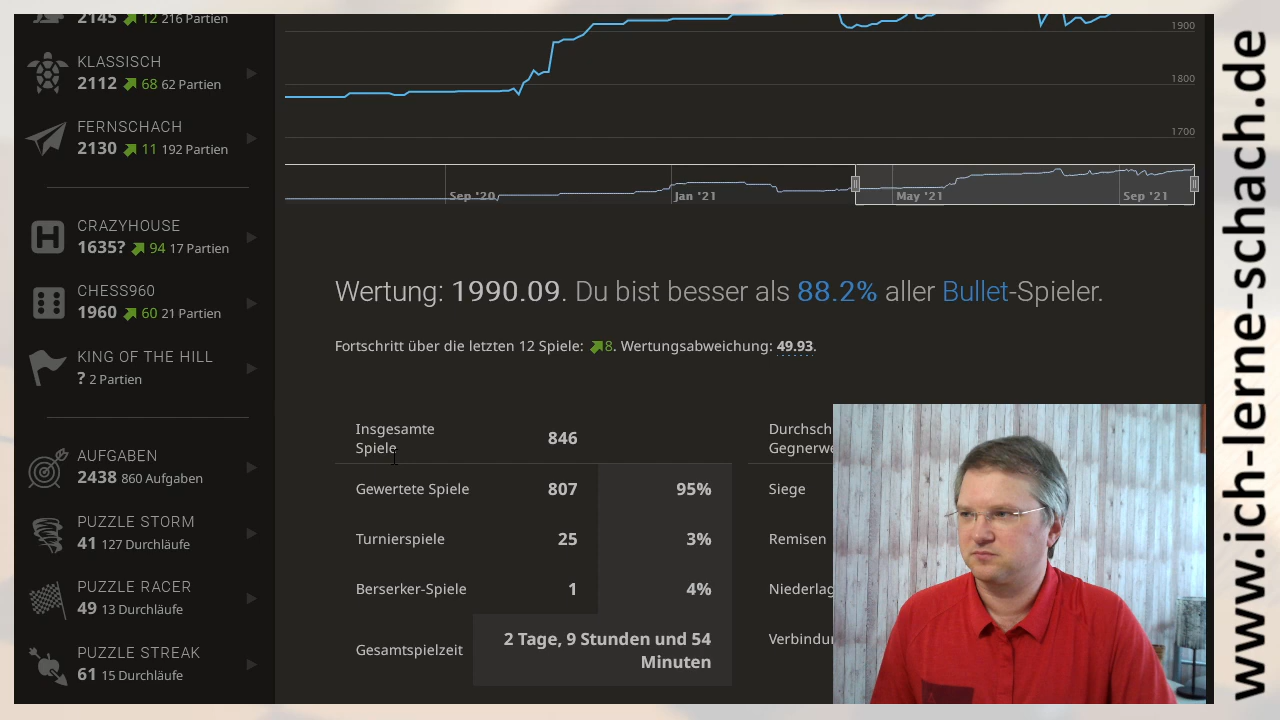 2145 12 216 Partien
KLASSISCH
2112 68 62 Partien
FERNSCHACH
2130 11 192 Partien
CRAZYHOUSE
1635? 94 17 Partien
CHESS960
1960 60 21 Partien
KING OF THE HILL
? 2 Partien
AUFGABEN
2438 860 Aufgaben
PUZZLE STORM
41 127 Durchläufe
PUZZLE RACER
49 13 Durchläufe
PUZZLE STREAK
61 15 Durchläufe
1900
1800
1700
Sep '20 Jan '21 May '21 Sep '21
Wertung: 1990.09. Du bist besser als 88.2% aller Bullet-Spieler.
Fortschritt über die letzten 12 Spiele: 8. Wertungsabweichung: 49.93.
Insgesamte
Spiele 846
Gewertete Spiele 807 95%
Turnierspiele 25 3%
Berserker-Spiele 1 4%
Gesamtspielzeit 2 Tage, 9 Stunden und 54
Minuten
Durchsch
Gegnerwe
Siege
Remisen
Niederlag
Verbindu
www.ich-lerne-schach.de